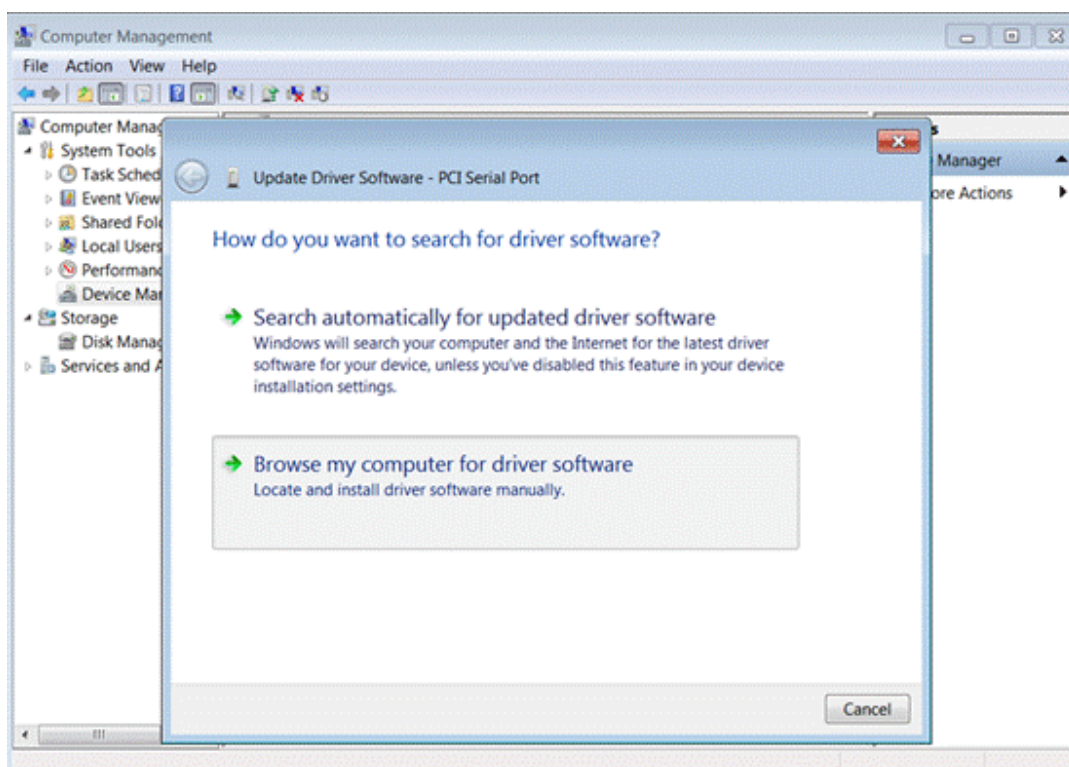 Computer Management
File Action View Help
Computer Manag
System Tools
Task Sched
Event View
Shared Fol
Local Users
Performan
Device Ma
Storage
Disk Manag
Services and A
s
Manager
ore Actions
Update Driver Software - PCI Serial Port
How do you want to search for driver software?
Search automatically for updated driver software
Windows will search your computer and the Internet for the latest driver
software for your device, unless you've disabled this feature in your device
installation settings.
Browse my computer for driver software
Locate and install driver software manually.
Cancel